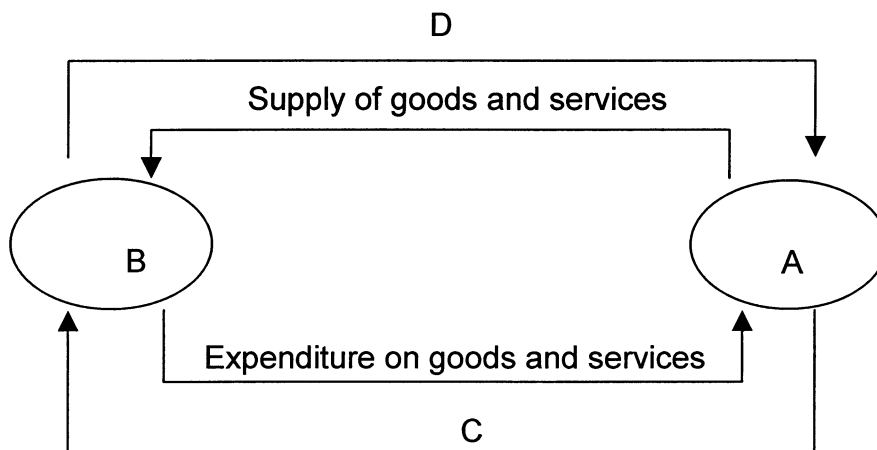 D
Supply of goods and services
B
A
Expenditure on goods and services
C